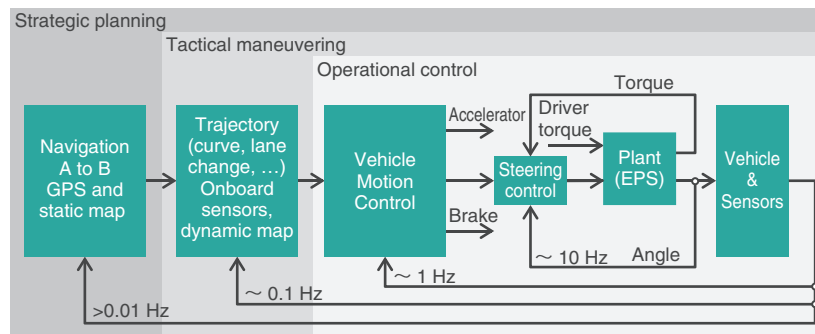 Strategic planning
Tactical maneuvering
Operational control
Navigation
A to B
GPS and
static map
Trajectory
(curve, lane
change, ...)
Onboard
sensors,
dynamic map
Vehicle
Motion
Control
Accelerator
Brake
Driver
torque
Torque
Steering
control
Plant
(EPS)
Vehicle
&
Sensors
~ 10 Hz
Angle
~ 1 Hz
~ 0.1 Hz
>0.01 Hz